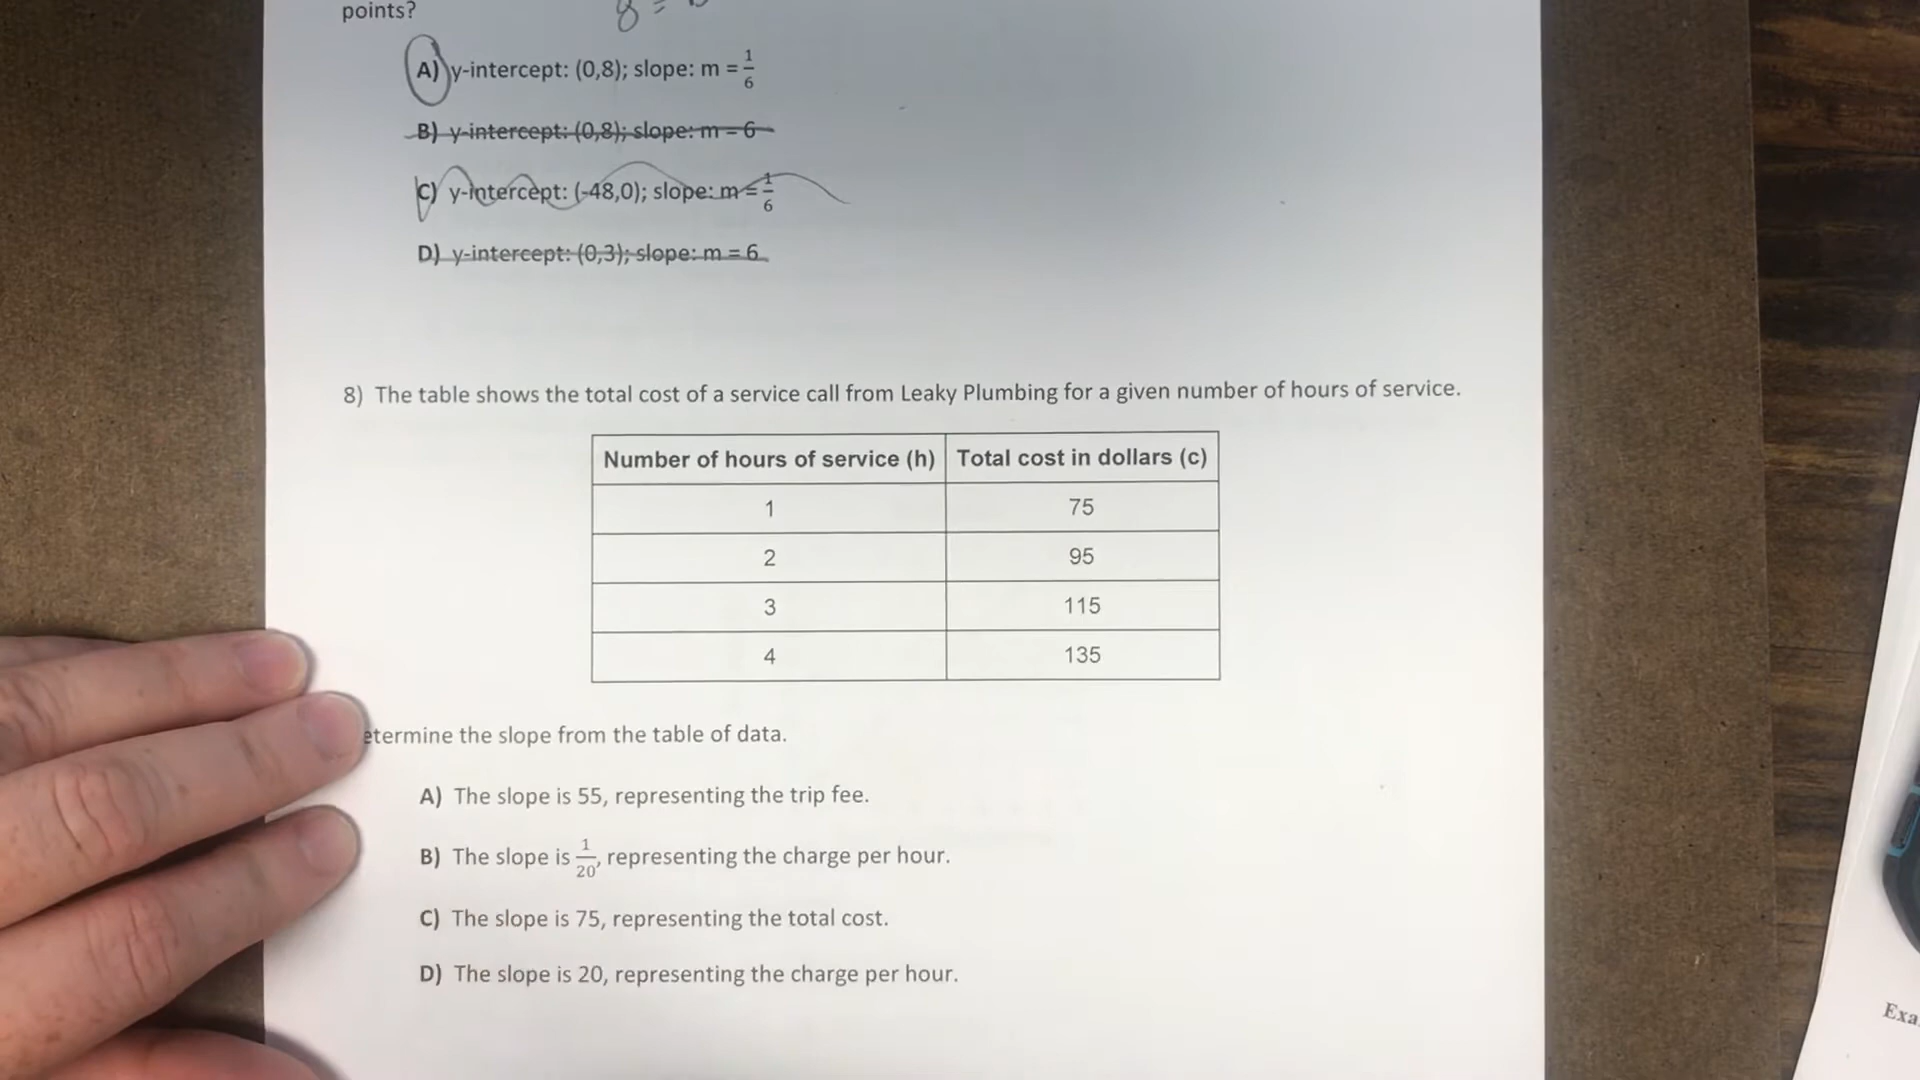 points?
8 =
A) y-intercept: (0,8); slope: m = 1/6
B) y-intercept: (0,8); slope: m = 6
C) y-intercept: (-48,0); slope: m = 1/6
D) y-intercept: (0,3); slope: m = 6
8) The table shows the total cost of a service call from Leaky Plumbing for a given number of hours of service.
Number of hours of service (h) Total cost in dollars (c)
1 75
2 95
3 115
4 135
etermine the slope from the table of data.
A) The slope is 55, representing the trip fee.
B) The slope is 1/20, representing the charge per hour.
C) The slope is 75, representing the total cost.
D) The slope is 20, representing the charge per hour.
Exa